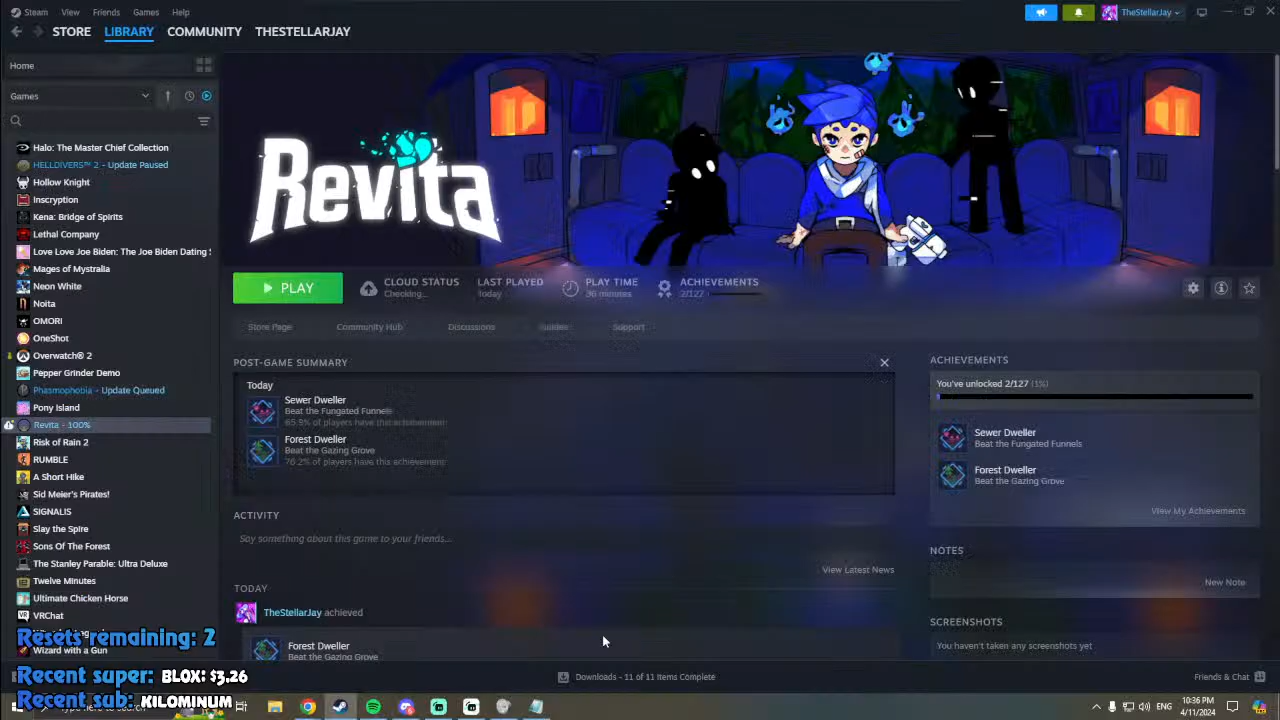 Steam View Friends Games Help
TheStellarJay
STORE LIBRARY COMMUNITY THESTELLARJAY
Home
Games
Halo: The Master Chief Collection
HELLDIVERS™ 2 - Update Paused
Hollow Knight
Inscryption
Kena: Bridge of Spirits
Lethal Company
Love Love Joe Biden: The Joe Biden Dating S
Mages of Mystralia
Neon White
Noita
OMORI
OneShot
Overwatch® 2
Pepper Grinder Demo
Phasmophobia - Update Queued
Pony Island
Revita - 100%
Risk of Rain 2
RUMBLE
A Short Hike
Sid Meier's Pirates!
SIGNALIS
Slay the Spire
Sons Of The Forest
The Stanley Parable: Ultra Deluxe
Twelve Minutes
Ultimate Chicken Horse
VRChat
Wizard with a Gun
Revita
PLAY
CLOUD STATUS
Checking...
LAST PLAYED
Today
PLAY TIME
36 minutes
ACHIEVEMENTS
2/127
Store Page Community Hub Discussions Guides Support
POST-GAME SUMMARY
Today
Sewer Dweller
Beat the Fungated Funnels
65.5% of players have this achievement
Forest Dweller
Beat the Gazing Grove
76.2% of players have this achievement
ACTIVITY
Say something about this game to your friends...
View Latest News
TODAY
TheStellarJay achieved
Forest Dweller
Beat the Gazing Grove
ACHIEVEMENTS
You've unlocked 2/127 (1%)
Sewer Dweller
Beat the Fungated Funnels
Forest Dweller
Beat the Gazing Grove
View My Achievements
NOTES
New Note
SCREENSHOTS
You haven't taken any screenshots yet
Downloads - 11 of 11 Items Complete
Friends & Chat
Resets remaining: 2
Recent super: BLOX: $3.26
Recent sub: KILOMINUM
ENG
10:36 PM
4/11/2024